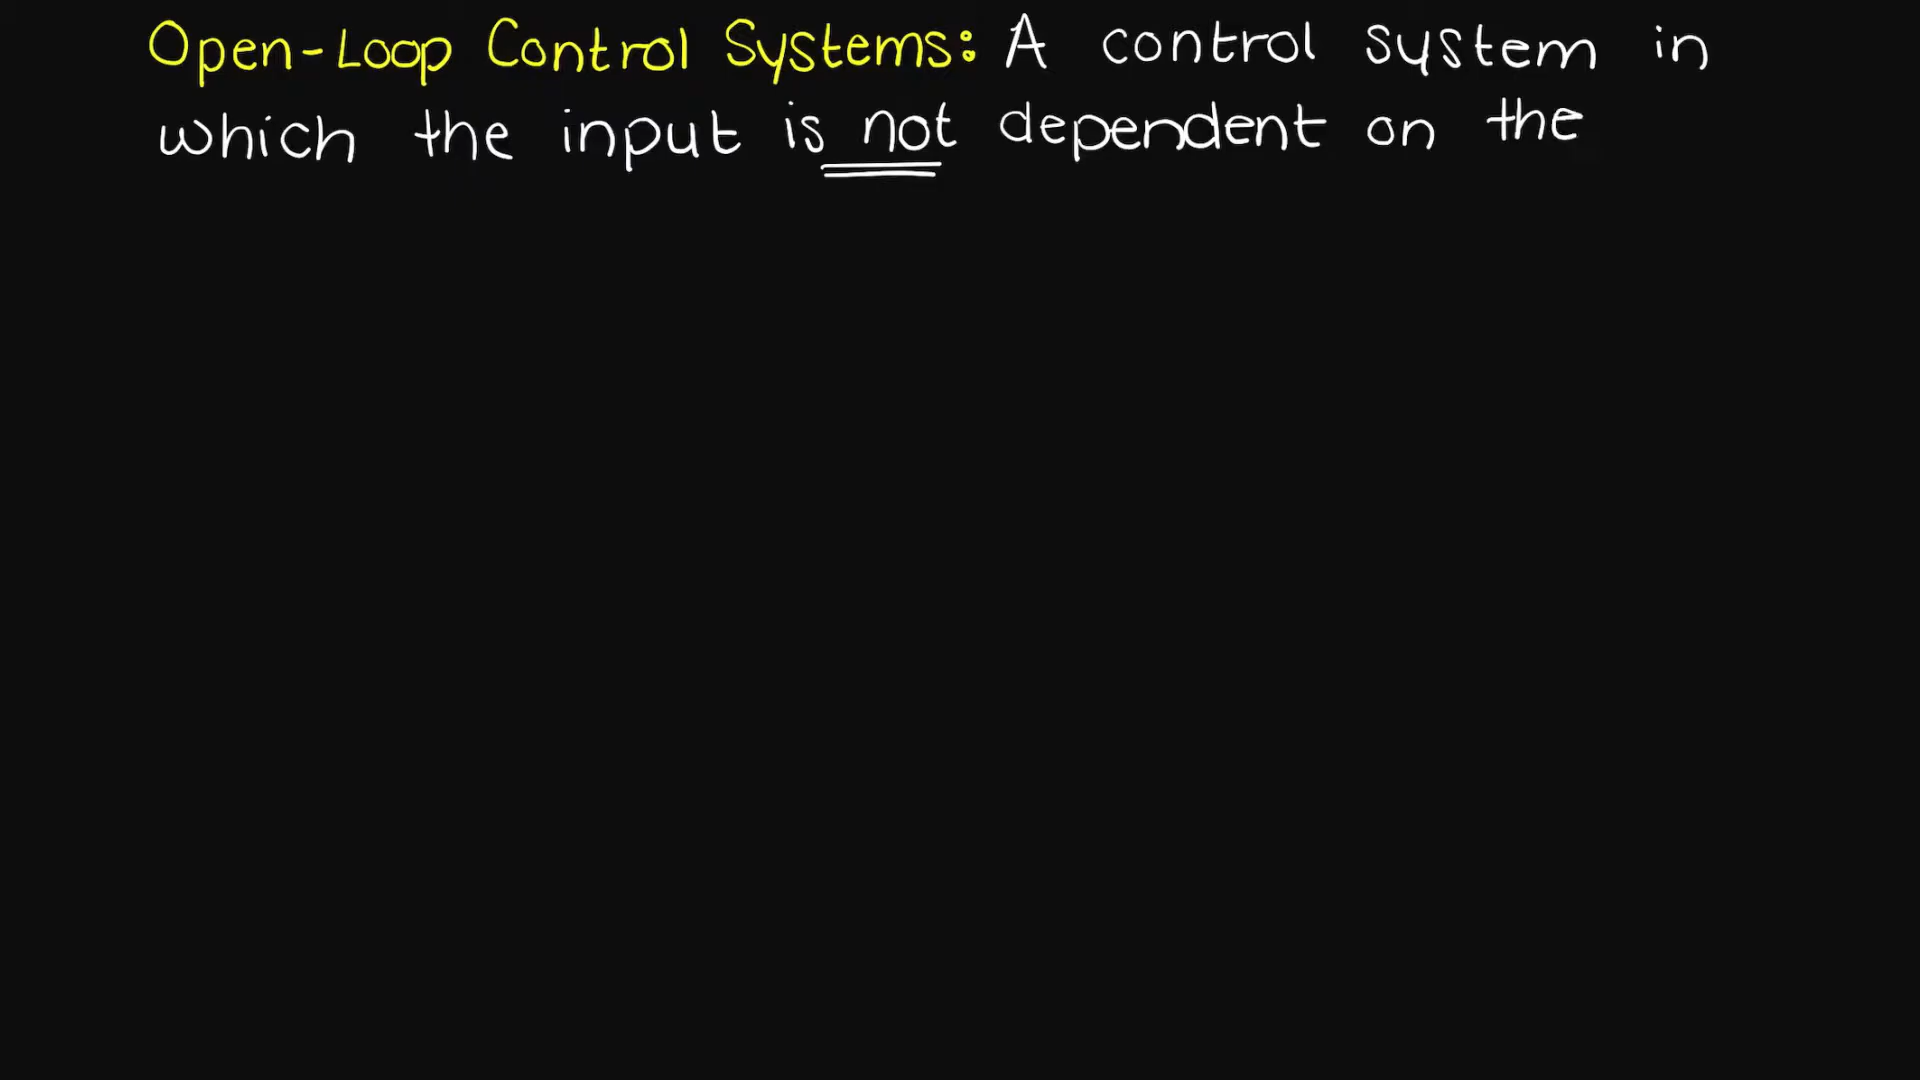 Open-Loop Control Systems: A control system in
which the input is not dependent on the